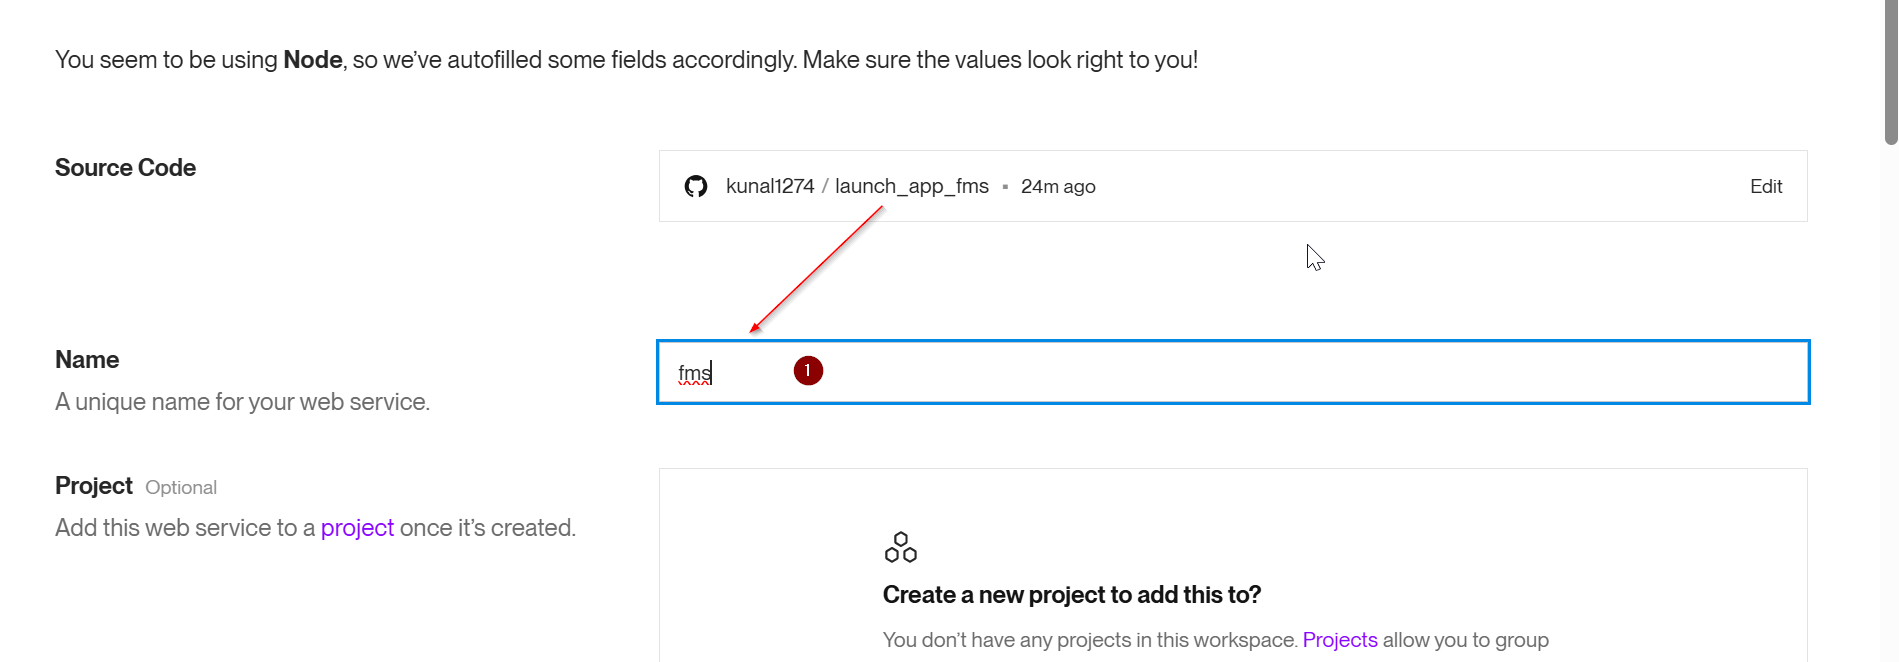 You seem to be using Node, so we've autofilled some fields accordingly. Make sure the values look right to you!
Source Code
kunal1274 / launch_app_fms ▪ 24m ago
Edit
Name
A unique name for your web service.
fms
1
Project Optional
Add this web service to a project once it's created.
Create a new project to add this to?
You don't have any projects in this workspace. Projects allow you to group